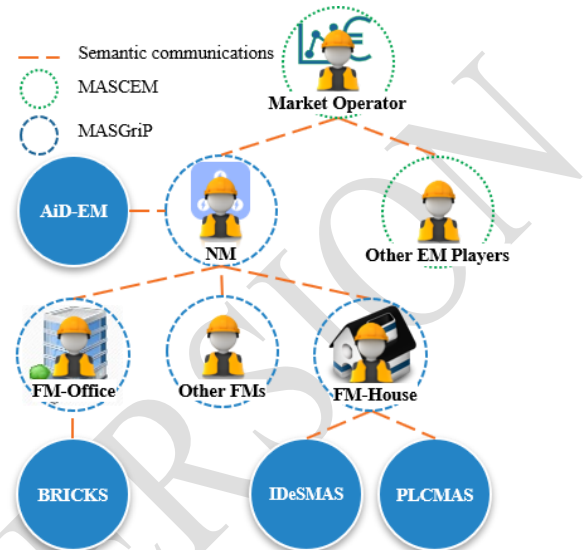 Semantic communications
MASCEM
MASGriP
Market Operator
AiD-EM
NM
Other EM Players
FM-Office
Other FMs
FM-House
BRICKS
IDeSMAS
PLCMAS
ERSION